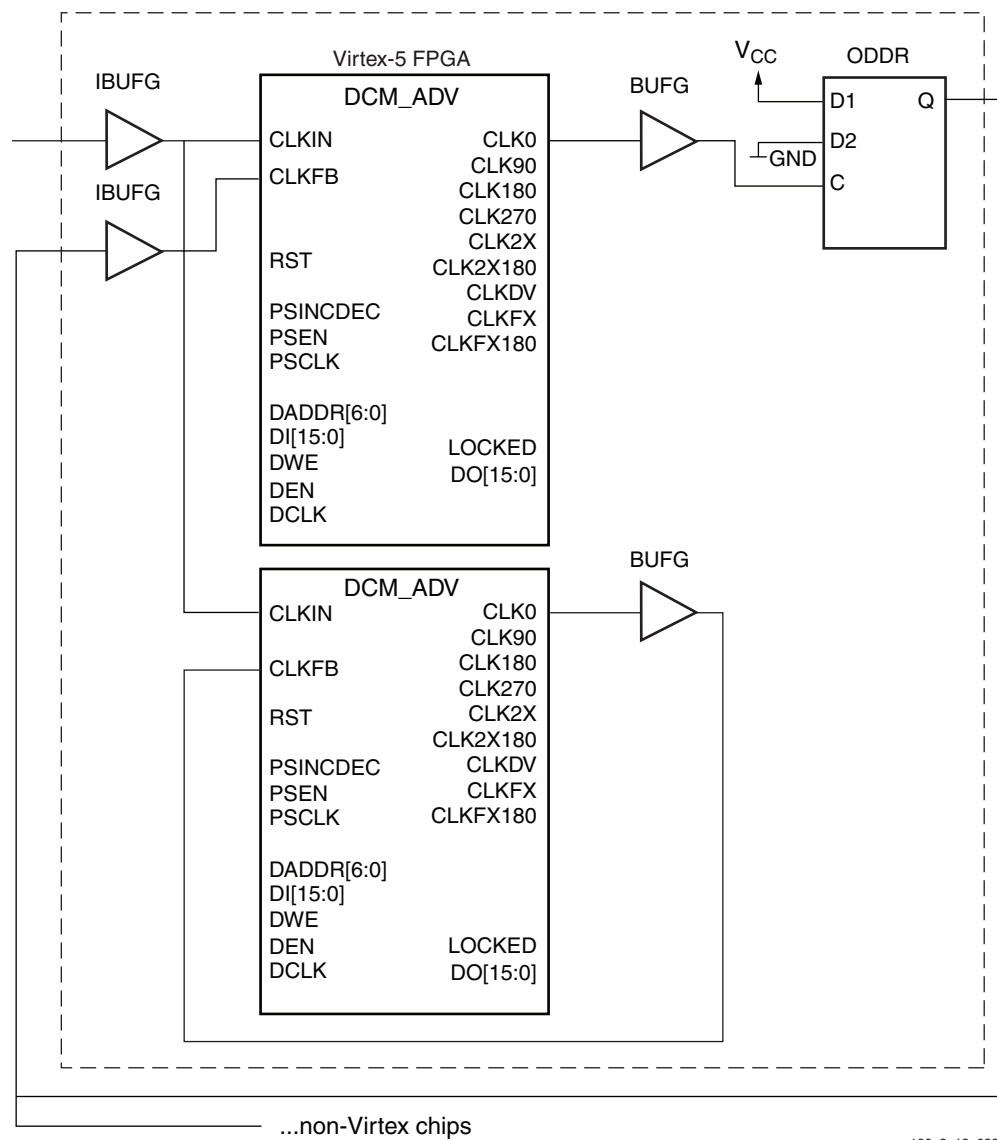 Virtex-5 FPGA
IBUFG
DCM_ADV
BUFG
VCC
ODDR
D1
Q
CLKIN
CLK0
D2
CLK90
GND
CLKFB
IBUFG
CLK180
C
CLK270
CLK2X
RST
CLK2X180
CLKDV
PSINCDEC
CLKFX
PSEN
CLKFX180
PSCLK
DADDR[6:0]
DI[15:0]
LOCKED
DWE
DO[15:0]
DEN
DCLK
BUFG
DCM_ADV
CLKIN
CLK0
CLK90
CLKFB
CLK180
CLK270
RST
CLK2X
CLK2X180
PSINCDEC
CLKDV
PSEN
CLKFX
PSCLK
CLKFX180
DADDR[6:0]
DI[15:0]
DWE
DEN
LOCKED
DCLK
DO[15:0]
...non-Virtex chips